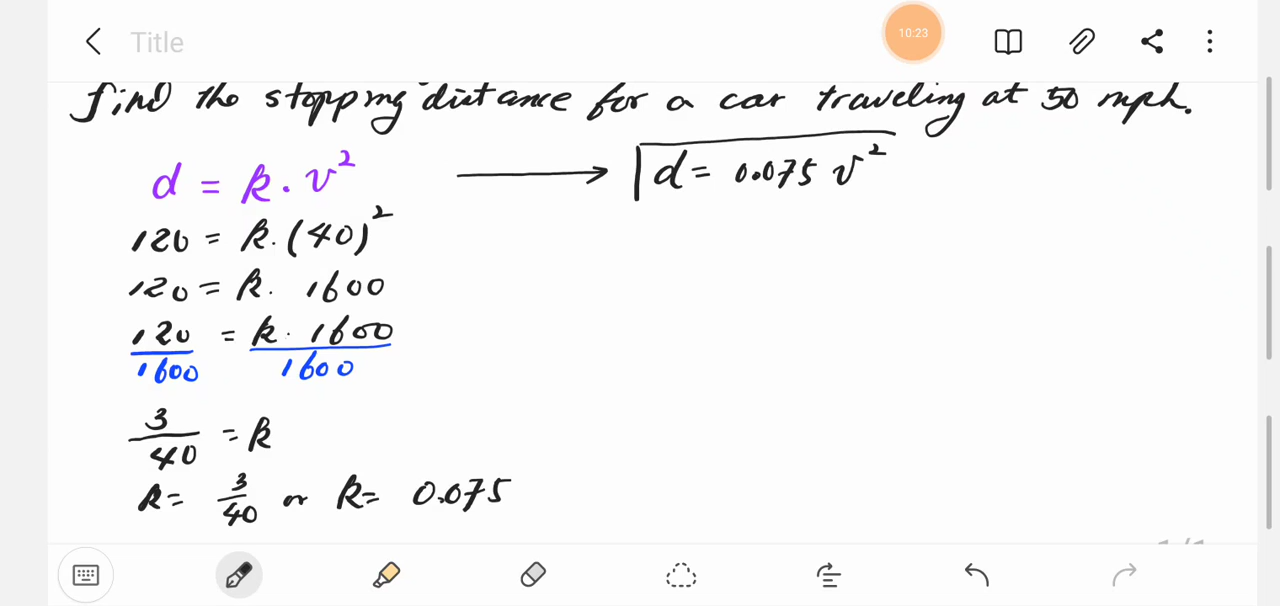 Title
10:23
find the stopping distance for a car traveling at 50 mph.
d = k . v²
d = 0.075 v²
120 = k. (40)²
120 = k. 1600
120 = k. 1600
1600 1600
3/40 = k
k = 3/40 or k = 0.075